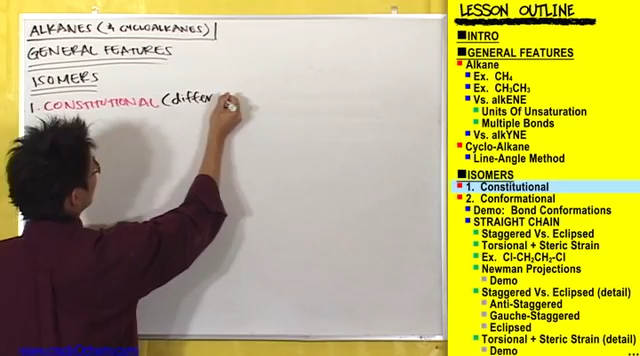 ALKANES (& CYCLOALKANES)
GENERAL FEATURES
ISOMERS
1. CONSTITUTIONAL (differ
LESSON OUTLINE
INTRO
GENERAL FEATURES
Alkane
Ex. CH₄
Ex. CH₃CH₃
Vs. alkENE
Units Of Unsaturation
Multiple Bonds
Vs. alkYNE
Cyclo-Alkane
Line-Angle Method
ISOMERS
1. Constitutional
2. Conformational
Demo: Bond Conformations
STRAIGHT CHAIN
Staggered Vs. Eclipsed
Torsional + Steric Strain
Ex. Cl-CH₂CH₂-Cl
Newman Projections
Demo
Staggered Vs. Eclipsed (detail)
Anti-Staggered
Gauche-Staggered
Eclipsed
Torsional + Steric Strain (detail)
Demo
...